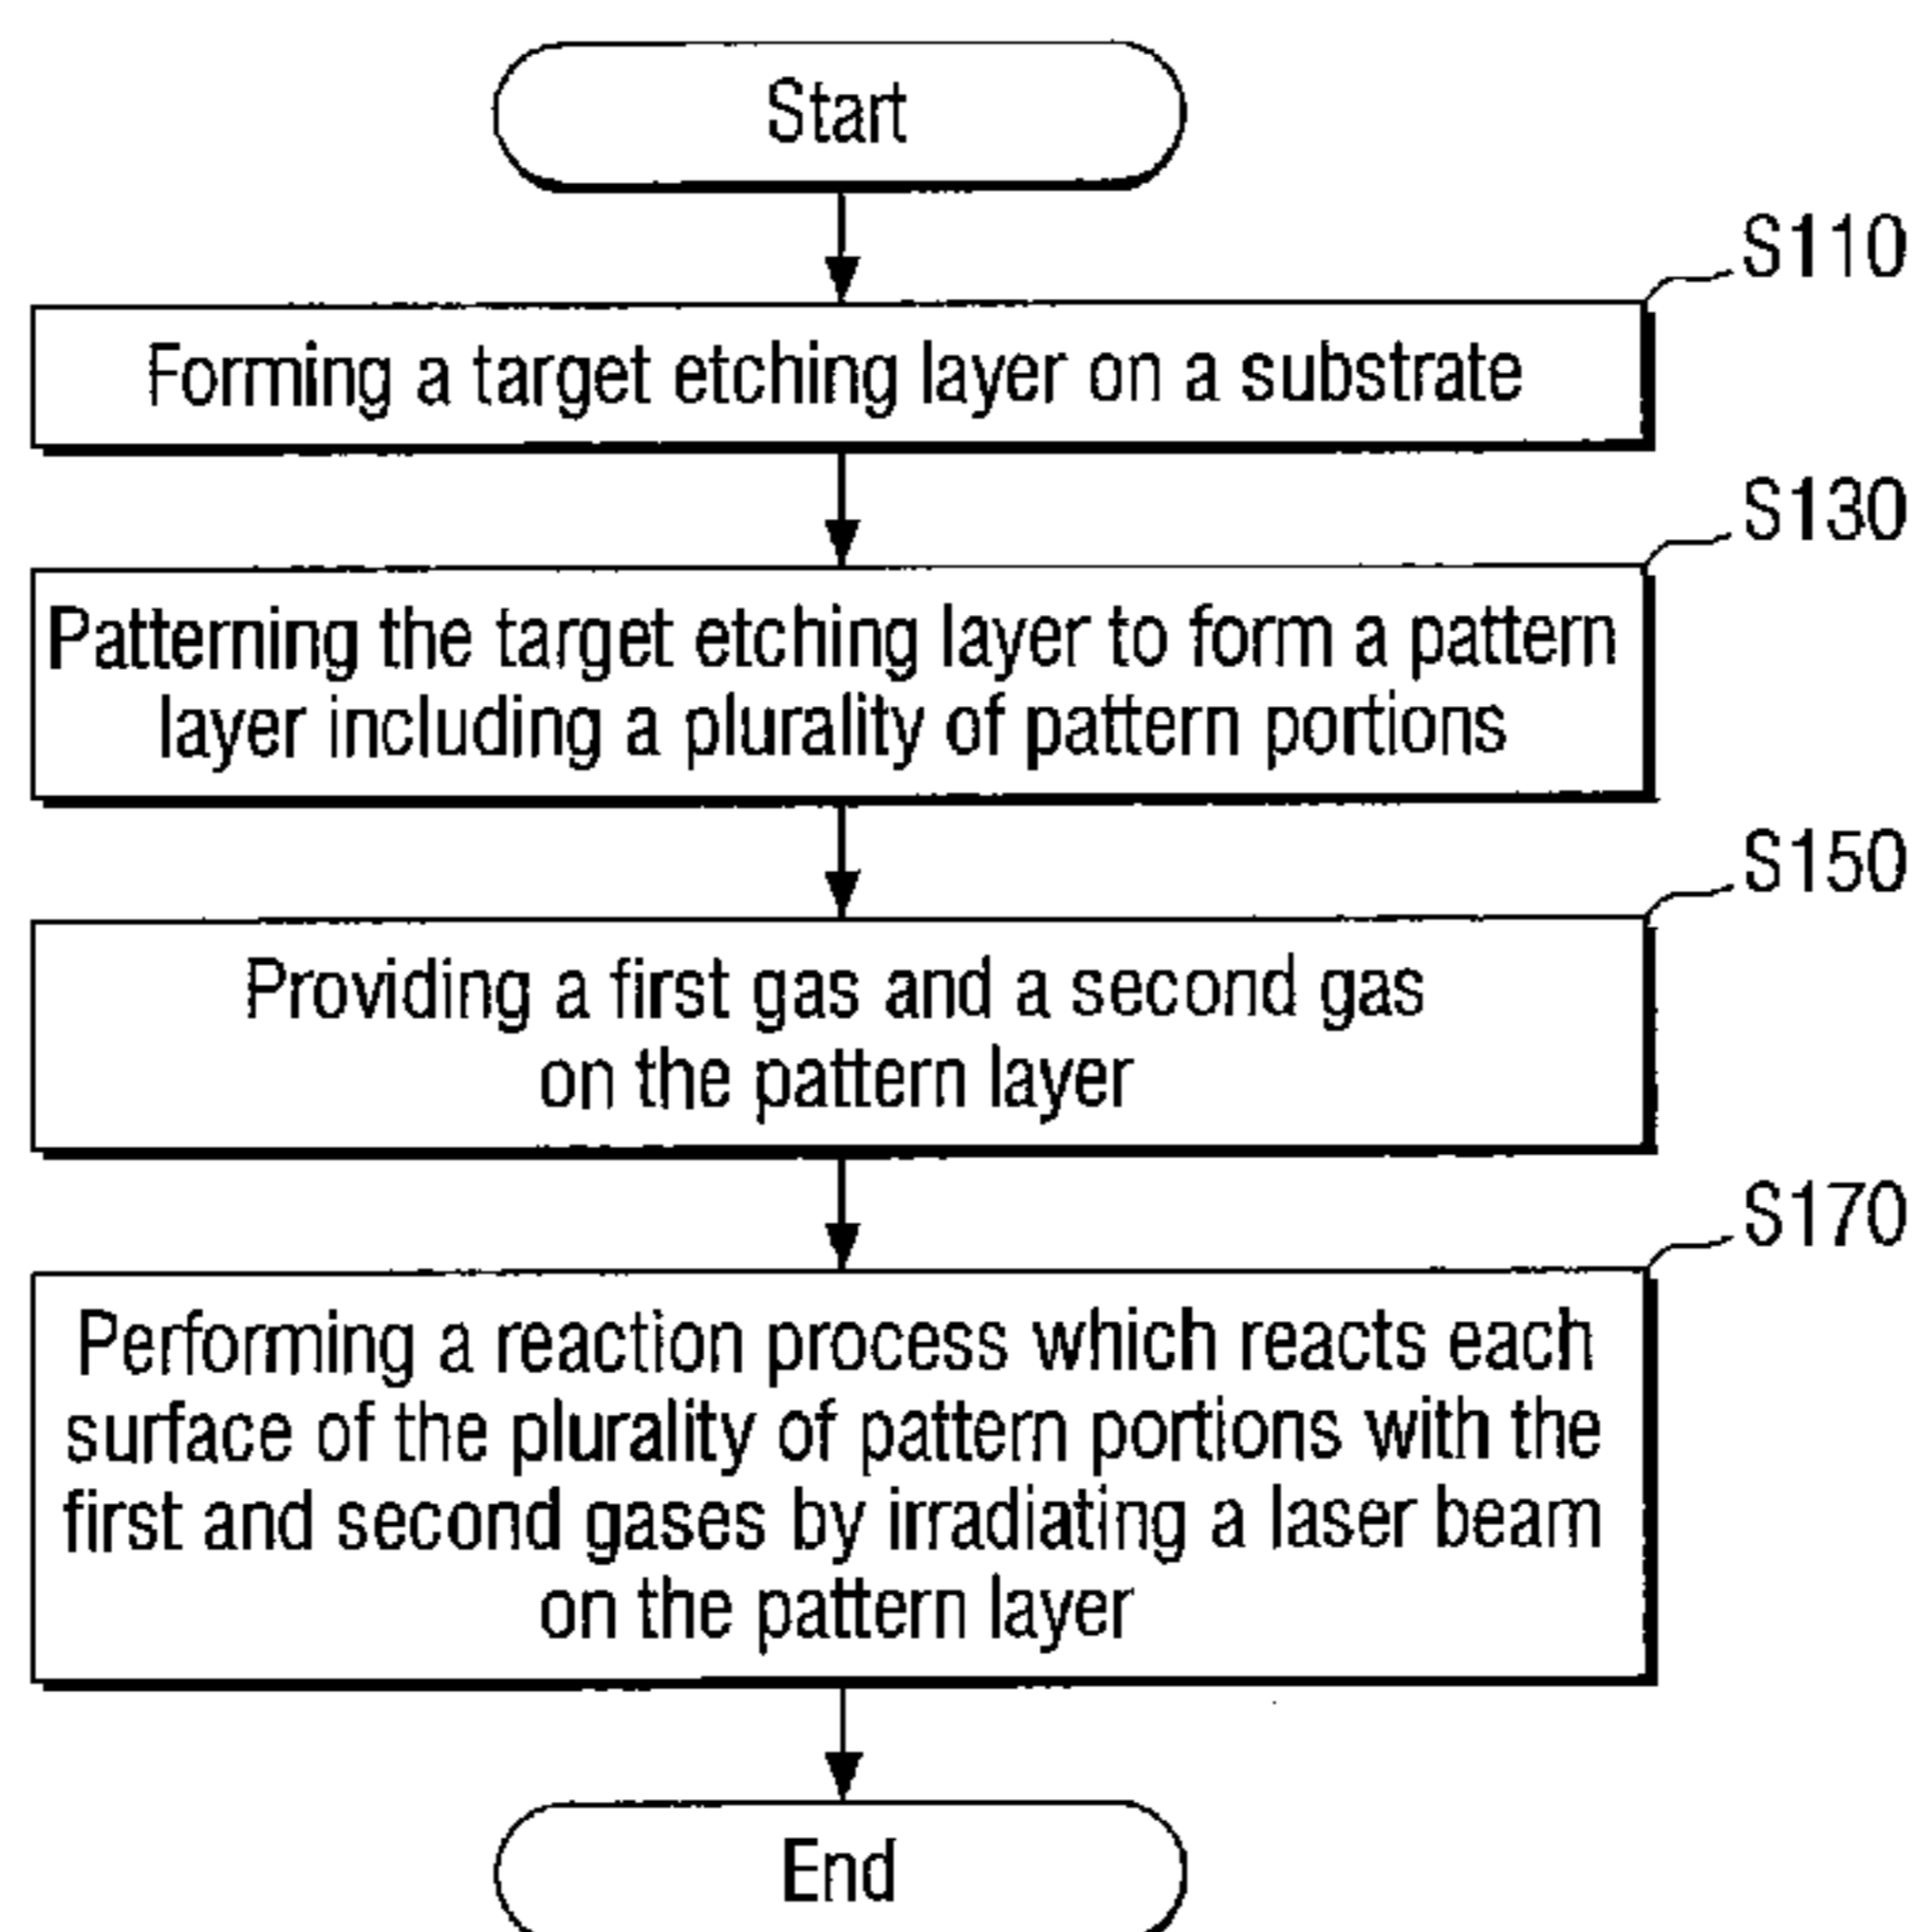 Start
S110
Forming a target etching layer on a substrate
S130
Patterning the target etching layer to form a pattern
layer including a plurality of pattern portions
S150
Providing a first gas and a second gas
on the pattern layer
S170
Performing a reaction process which reacts each
surface of the plurality of pattern portions with the
first and second gases by irradiating a laser beam
on the pattern layer
End